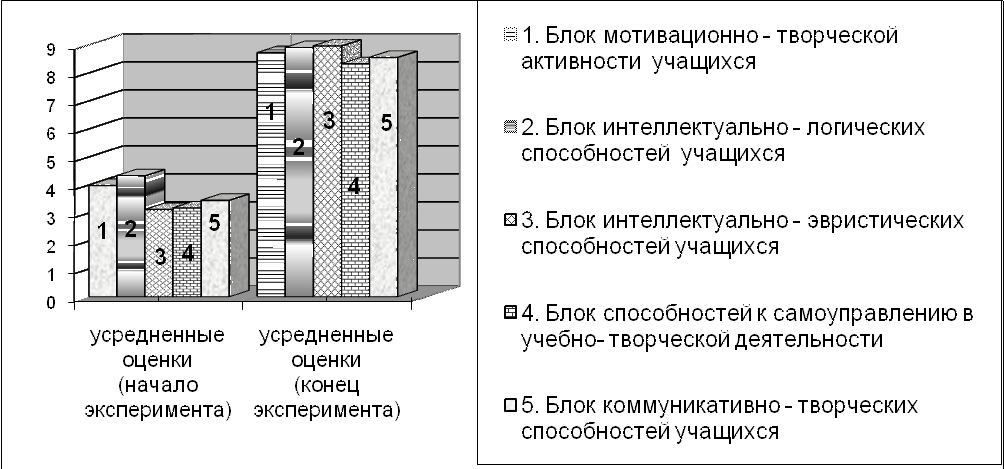 9
8
7
6
5
4
3
2
1
0
1
2
3
4
5
1
2
3
4
5
усредненные
оценки
(начало
эксперимента)
усредненные
оценки
(конец
эксперимента)
1. Блок мотивационно - творческой
активности учащихся
2. Блок интеллектуально - логических
способностей учащихся
3. Блок интеллектуально - эвристических
способностей учащихся
4. Блок способностей к самоуправлению в
учебно- творческой деятельности
5. Блок коммуникативно - творческих
способностей учащихся